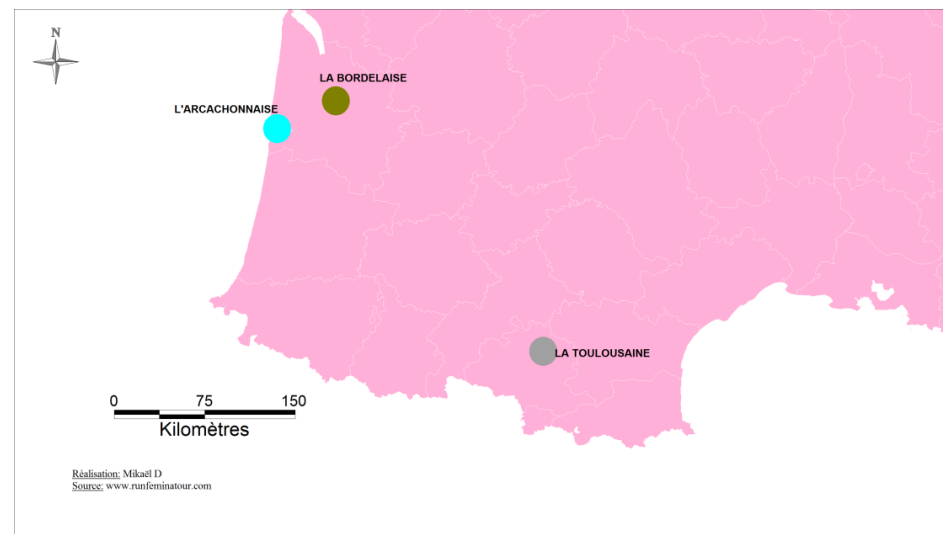 N
LA BORDELAISE
L'ARCACHONNAISE
LA TOULOUSAINE
0 75 150
Kilomètres
Réalisation: Mikaël D
Source: www.runfeminatour.com